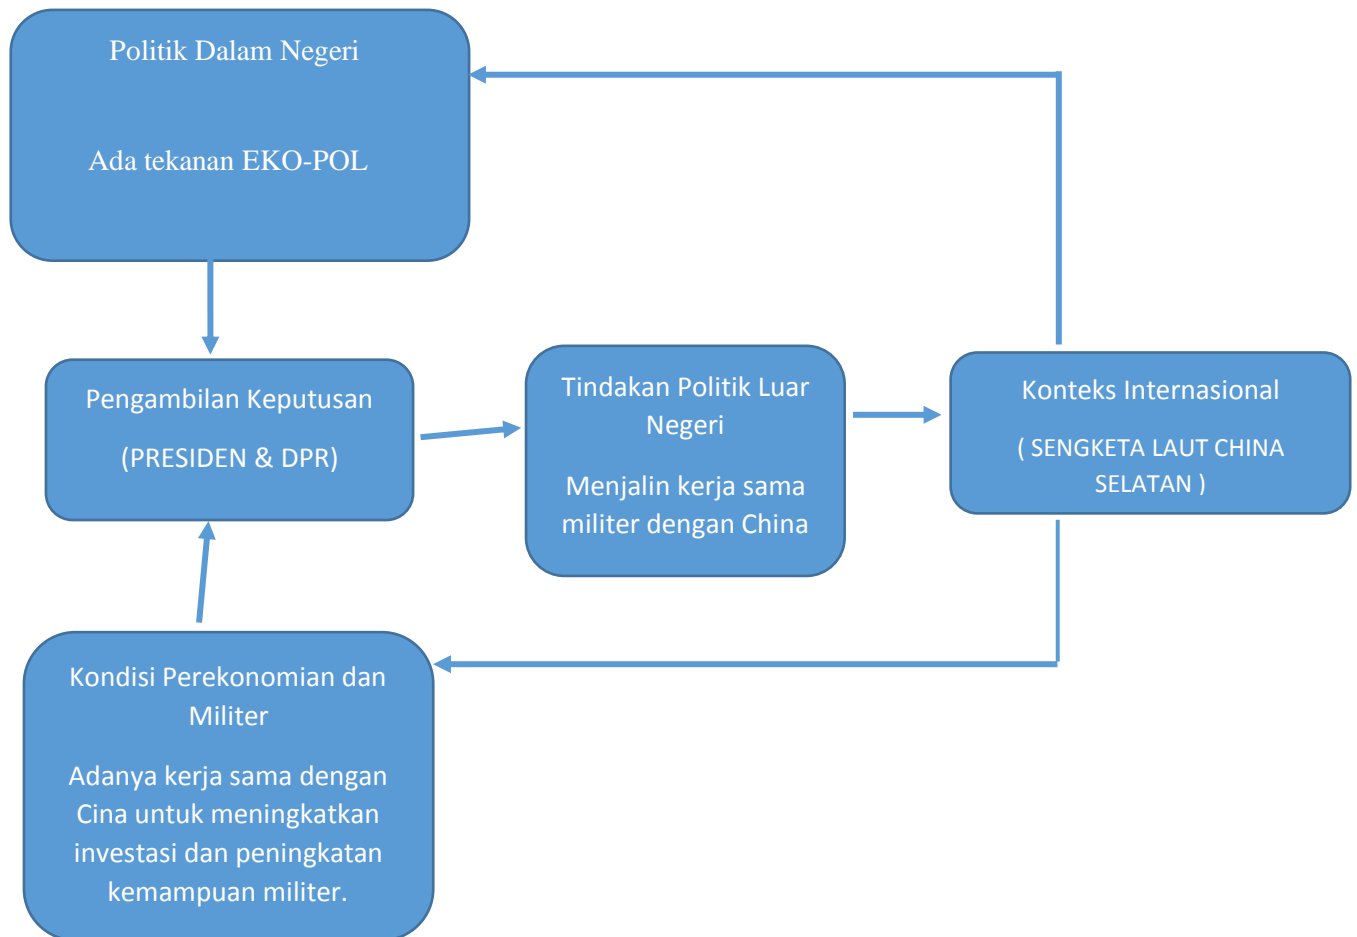 Politik Dalam Negeri
Ada tekanan EKO-POL
Pengambilan Keputusan
(PRESIDEN & DPR)
Tindakan Politik Luar
Negeri
Menjalin kerja sama
militer dengan China
Konteks Internasional
( SENGKETA LAUT CHINA
SELATAN )
Kondisi Perekonomian dan
Militer
Adanya kerja sama dengan
Cina untuk meningkatkan
investasi dan peningkatan
kemampuan militer.